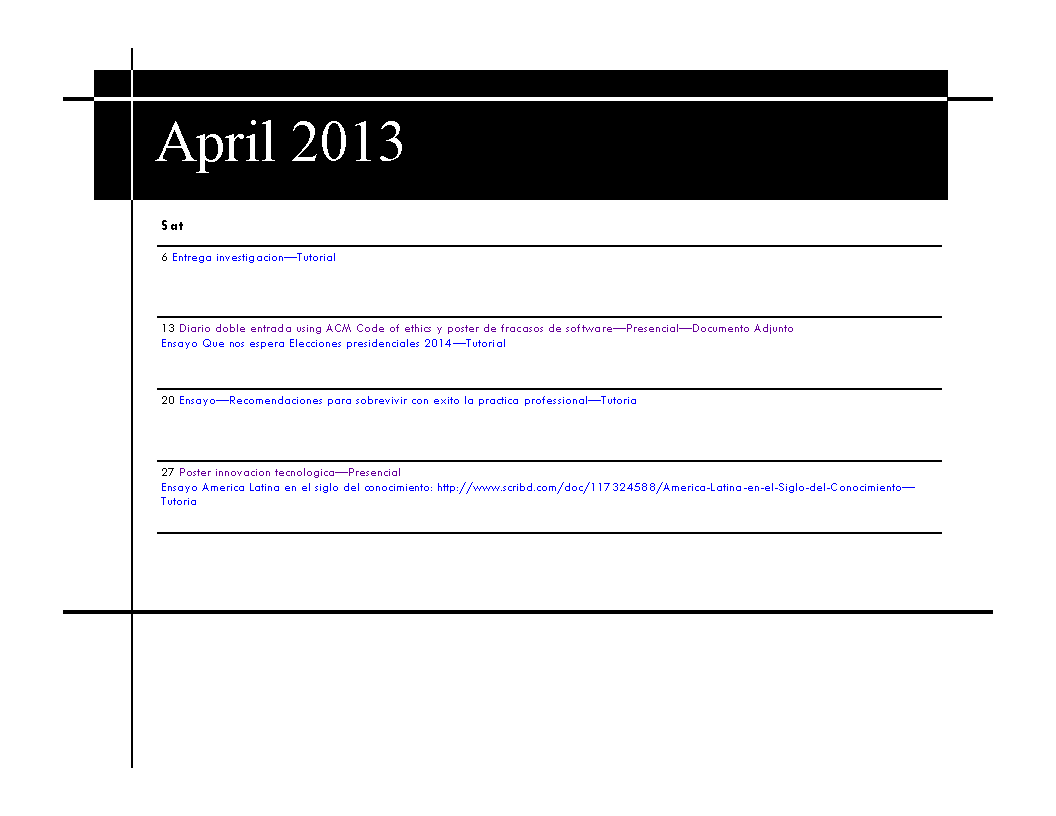 April 2013
Sat
6 Entrega investigacion—Tutorial
13 Diario doble entrada using ACM Code of ethics y poster de fracasos de software—Presencial—Documento Adjunto
Ensayo Que nos espera Elecciones presidenciales 2014—Tutorial
20 Ensayo—Recomendaciones para sobrevivir con exito la practica professional—Tutoria
27 Poster innovacion tecnologica—Presencial
Ensayo America Latina en el siglo del conocimiento: http://www.scribd.com/doc/117324588/America-Latina-en-el-Siglo-del-Conocimiento—
Tutoria